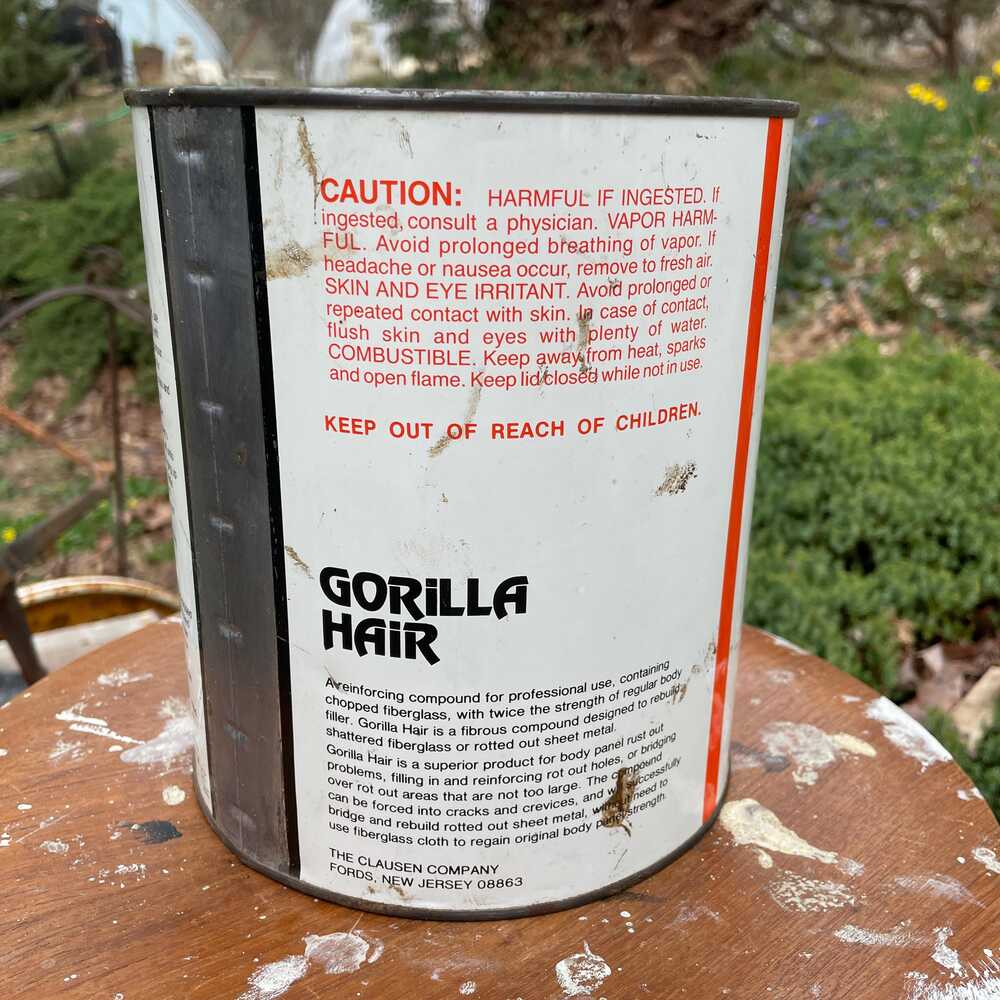 CAUTION: HARMFUL IF INGESTED. If
ingested consult a physician. VAPOR HARM-
FUL. Avoid prolonged breathing of vapor. If
headache or nausea occur, remove to fresh air.
SKIN AND EYE IRRITANT. Avoid prolonged or
repeated contact with skin. In case of contact,
flush skin and eyes with plenty of water.
COMBUSTIBLE. Keep away from heat, sparks
and open flame. Keep lid closed while not in use.
KEEP OUT OF REACH OF CHILDREN.
GORiLLA
HAiR
A reinforcing compound for professional use, containing
chopped fiberglass, with twice the strength of regular body
filler. Gorilla Hair is a fibrous compound designed to rebuild
shattered fiberglass or rotted out sheet metal.
Gorilla Hair is a superior product for body panel rust out
problems, filling in and reinforcing rot out holes, or bridging
over rot out areas that are not too large. The compound
can be forced into cracks and crevices, and will successfully
bridge and rebuild rotted out sheet metal, without need to
use fiberglass cloth to regain original body panel strength.
THE CLAUSEN COMPANY
FORDS, NEW JERSEY 08863